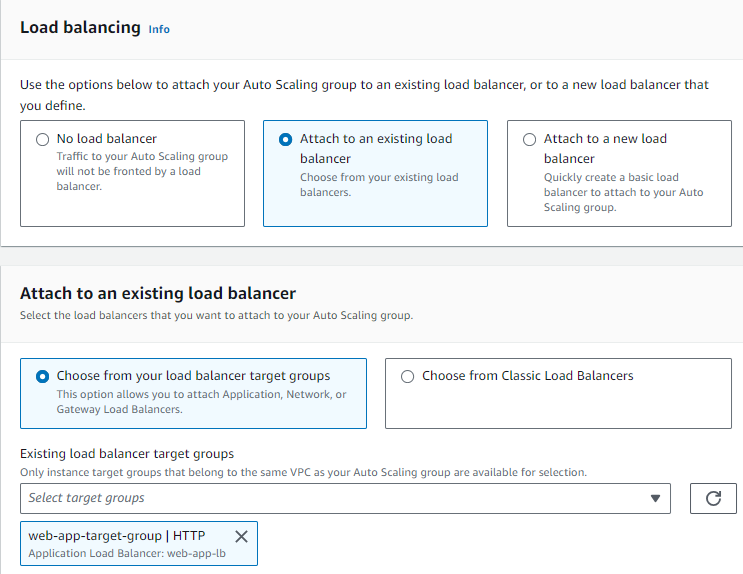 Load balancing Info
Use the options below to attach your Auto Scaling group to an existing load balancer, or to a new load balancer that
you define.
No load balancer
Traffic to your Auto Scaling group
will not be fronted by a load
balancer.
Attach to an existing load
balancer
Choose from your existing load
balancers.
Attach to a new load
balancer
Quickly create a basic load
balancer to attach to your Auto
Scaling group.
Attach to an existing load balancer
Select the load balancers that you want to attach to your Auto Scaling group.
Choose from your load balancer target groups
This option allows you to attach Application, Network, or
Gateway Load Balancers.
Choose from Classic Load Balancers
Existing load balancer target groups
Only instance target groups that belong to the same VPC as your Auto Scaling group are available for selection.
Select target groups
web-app-target-group | HTTP
Application Load Balancer: web-app-lb